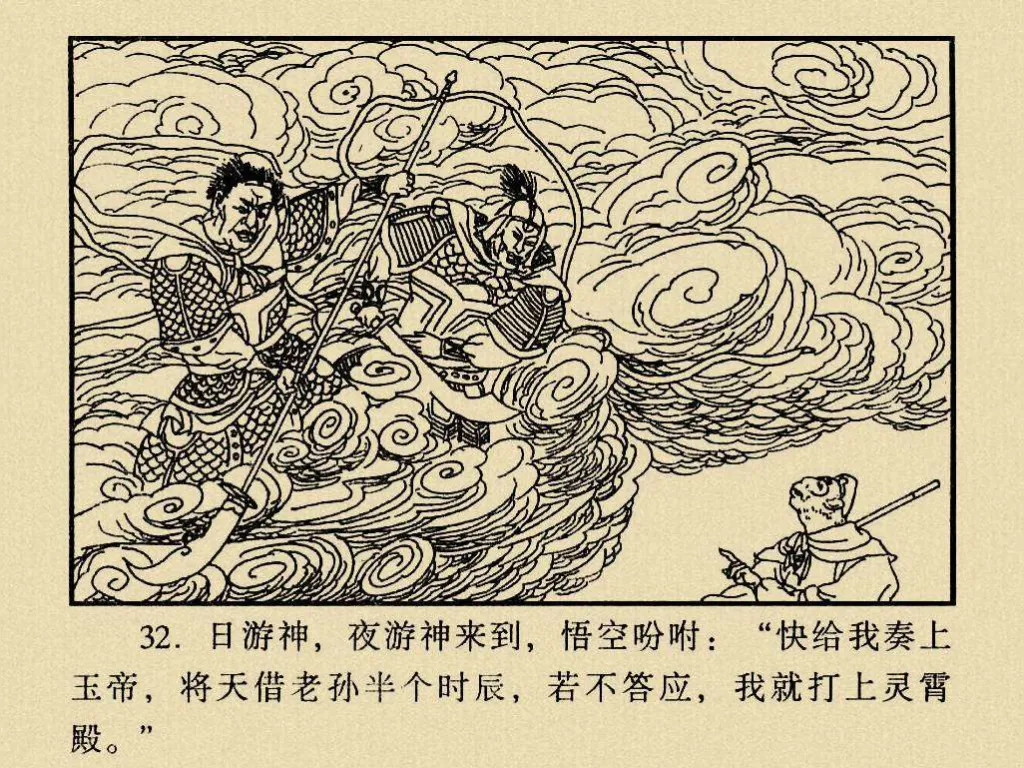 32. 日游神，夜游神来到，悟空吩咐：“快给我奏上
玉帝，将天借老孙半个时辰，若不答应，我就打上灵霄
殿。”